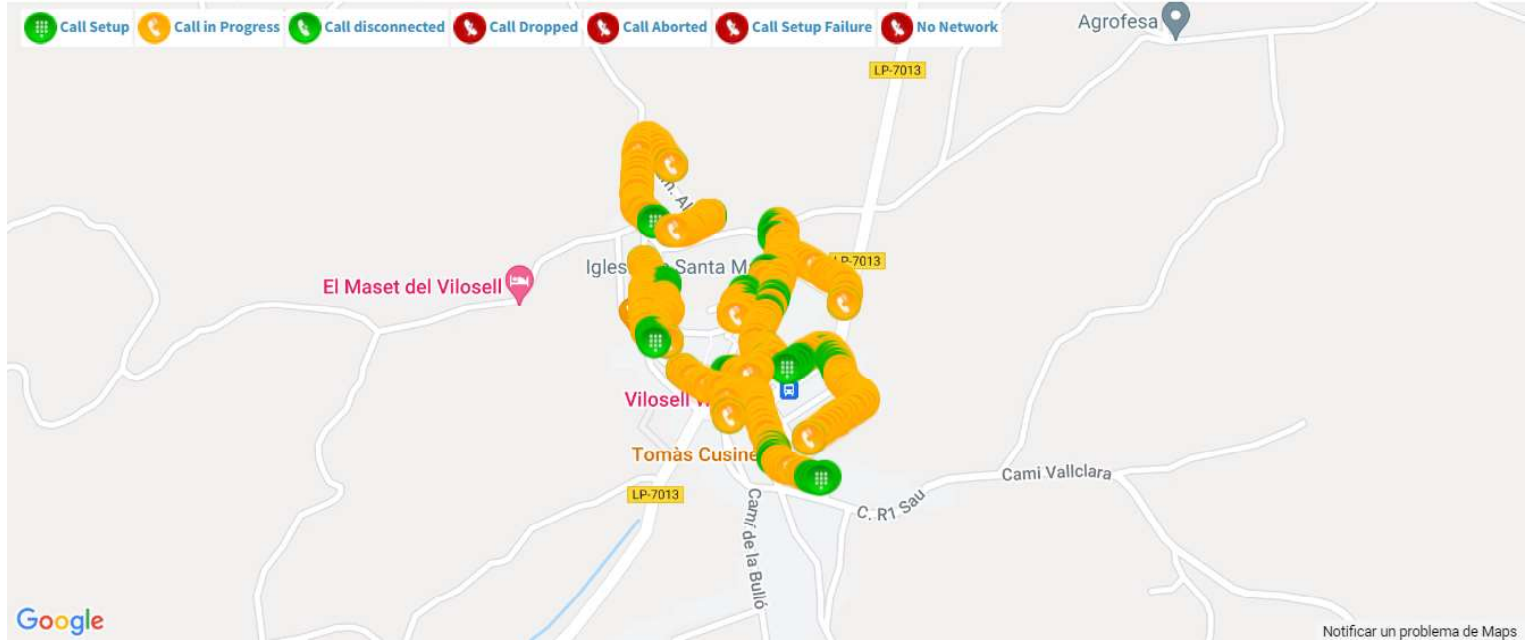 Call Setup
Call in Progress
Call disconnected
Call Dropped
Call Aborted
Call Setup Failure
No Network
Agrofesa
LP-7013
Santa
LP-7013
El Maset del Vilosell
Vilosell
Tomàs
LP-7013
Camí de la Bulió
C. R1 Sau
Cami Vallclara
Google
Notificar un problema de Maps